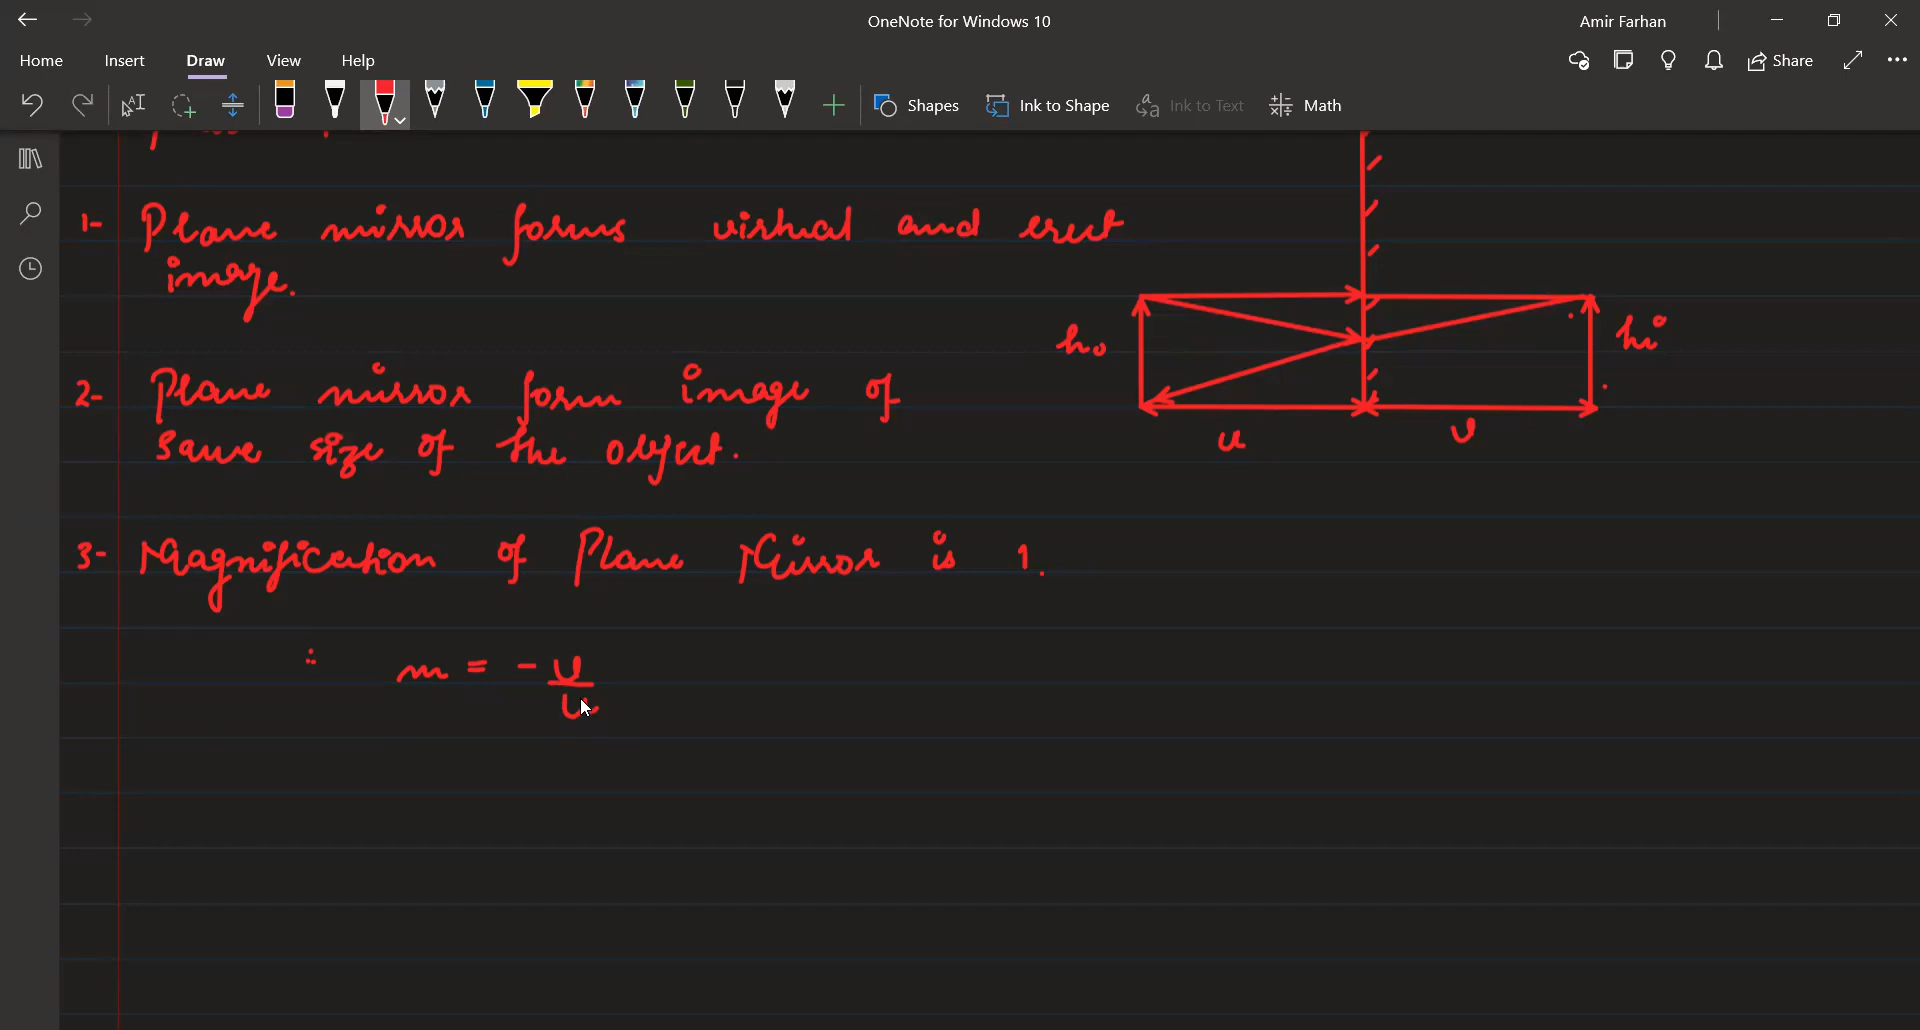 OneNote for Windows 10
Amir Farhan
Home Insert Draw View Help
Share
Shapes Ink to Shape Ink to Text Math
1- Plane mirror forms virtual and erect
image.
2- Plane mirror form image of
same size of the object.
3- Magnification of Plane Mirror is 1.
∴ m = - v
u
ho
hi
u
v